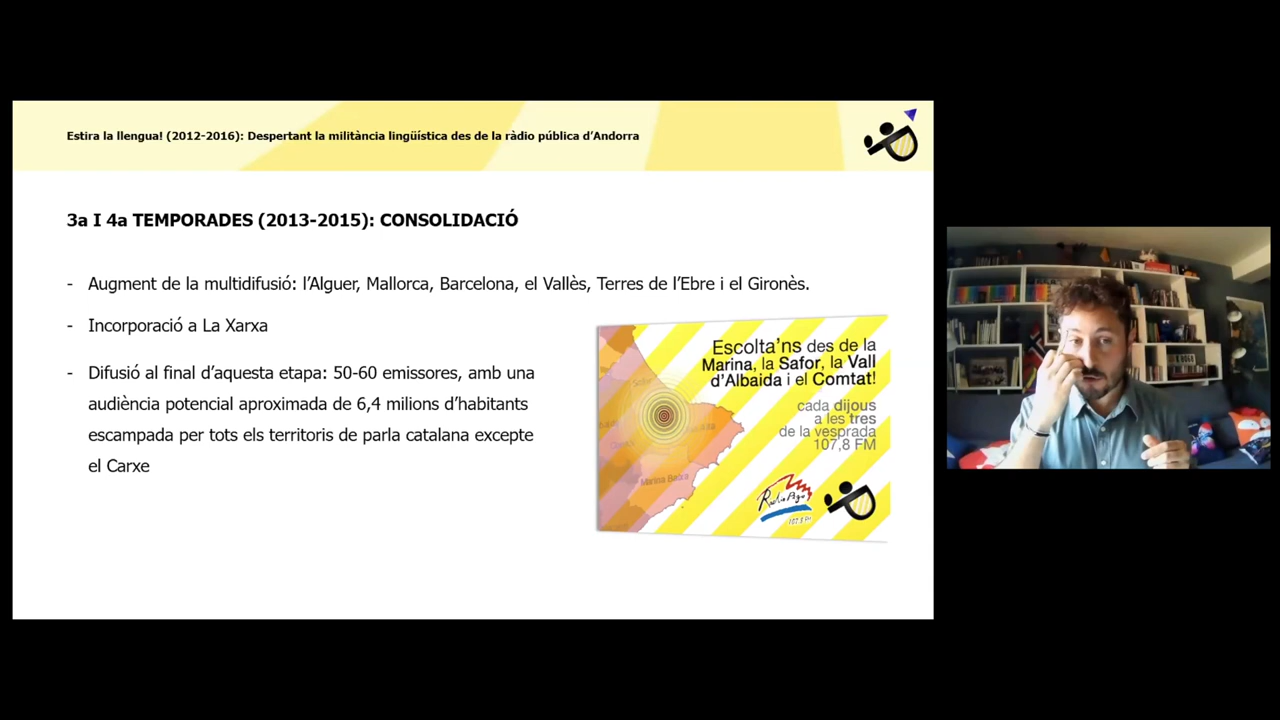 Estira la llengua! (2012-2016): Despertant la militància lingüística des de la ràdio pública d’Andorra
3a I 4a TEMPORADES (2013-2015): CONSOLIDACIÓ
- Augment de la multidifusió: l’Alguer, Mallorca, Barcelona, el Vallès, Terres de l’Ebre i el Gironès.
- Incorporació a La Xarxa
- Difusió al final d’aquesta etapa: 50-60 emissores, amb una
audiència potencial aproximada de 6,4 milions d’habitants
escampada per tots els territoris de parla catalana excepte
el Carxe
Escolta’ns des de la
Marina, la Safor, la Vall
d’Albaida i el Comtat!
cada dijous
a les tres
de la vesprada
107,8 FM
Safor
Marina Baixa
107.8 FM